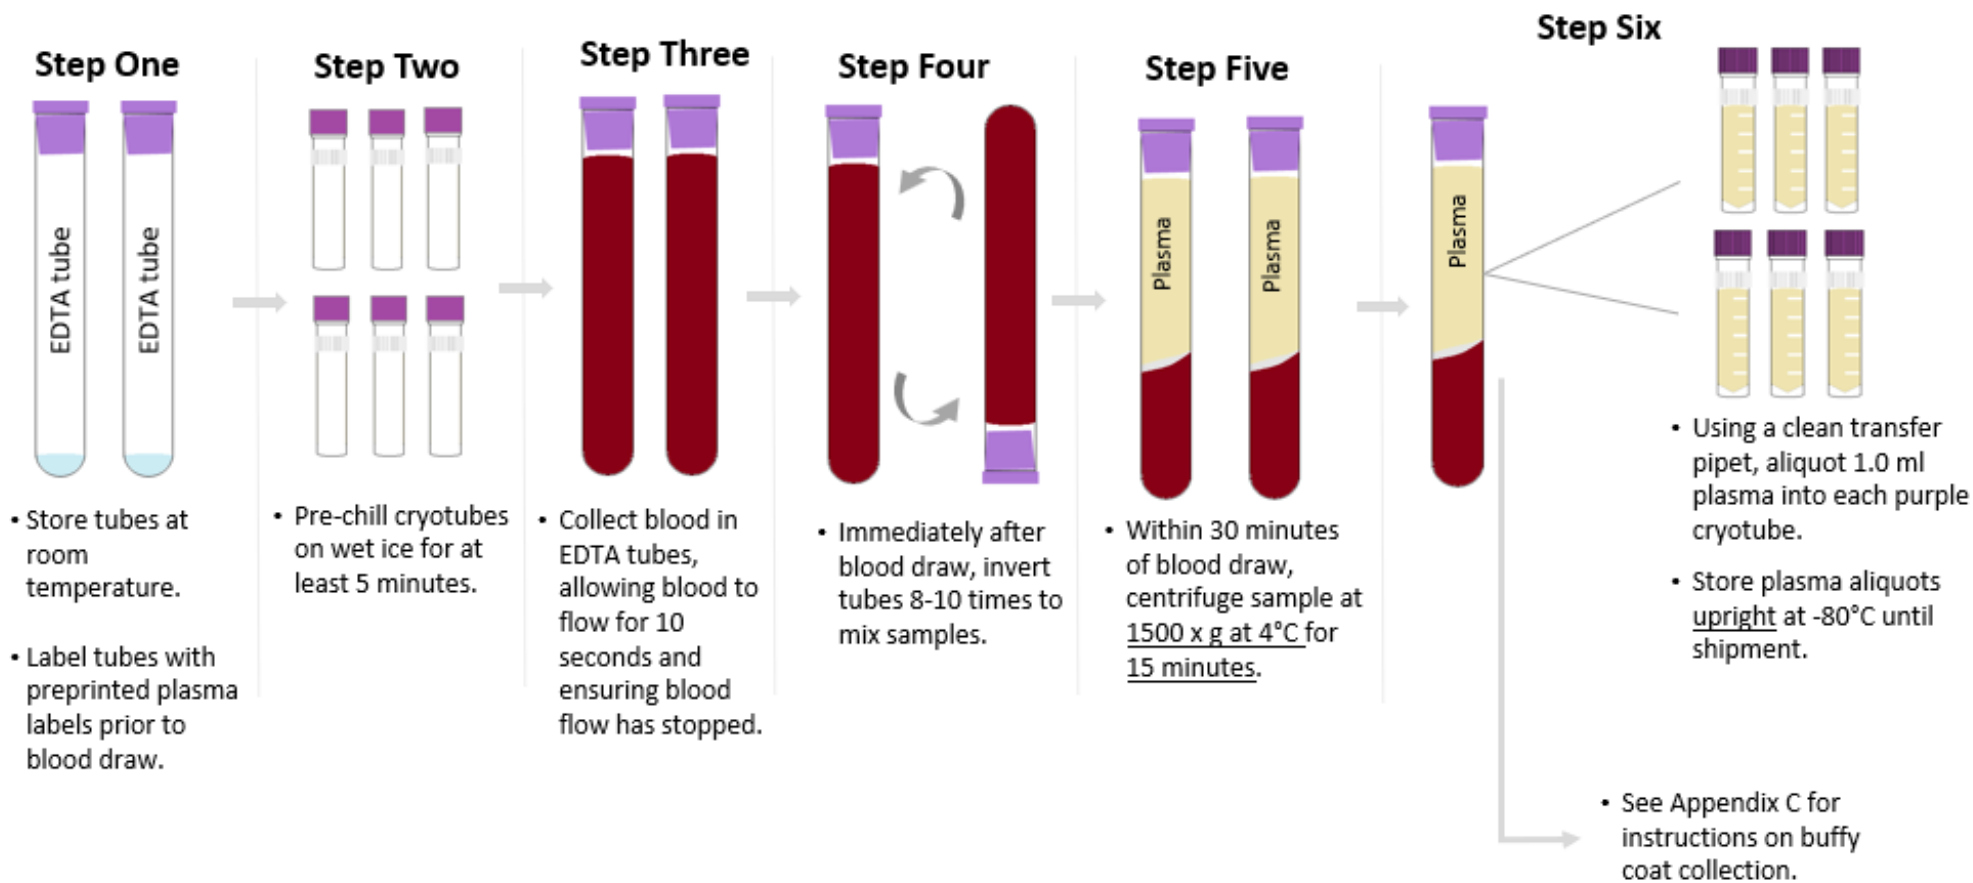 Step One
EDTA tube
EDTA tube
• Store tubes at
room
temperature.
• Label tubes with
preprinted plasma
labels prior to
blood draw.
Step Two
• Pre-chill cryotubes
on wet ice for at
least 5 minutes.
Step Three
• Collect blood in
EDTA tubes,
allowing blood to
flow for 10
seconds and
ensuring blood
flow has stopped.
Step Four
• Immediately after
blood draw, invert
tubes 8-10 times to
mix samples.
Step Five
Plasma
Plasma
• Within 30 minutes
of blood draw,
centrifuge sample at
1500 x g at 4°C for
15 minutes.
Step Six
Plasma
• Using a clean transfer
pipet, aliquot 1.0 ml
plasma into each purple
cryotube.
• Store plasma aliquots
upright at -80°C until
shipment.
• See Appendix C for
instructions on buffy
coat collection.